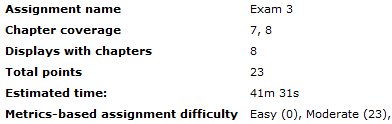 Assignment name Exam 3
Chapter coverage 7, 8
Displays with chapters 8
Total points 23
Estimated time: 41m 31s
Metrics-based assignment difficulty Easy (0), Moderate (23),